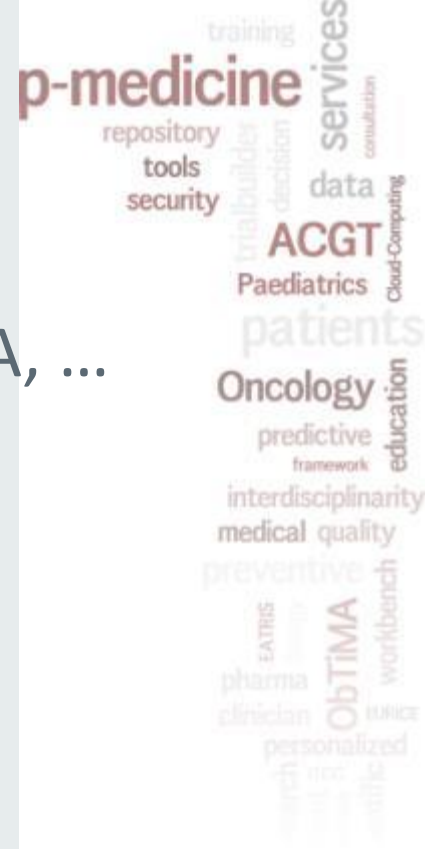 training
services
p-medicine
consultation
repository
trialbuilder
decision
tools
data
security
Cloud-Computing
ACGT
Paediatrics
patients
A, ...
Oncology
education
predictive
framework
interdisciplinarity
medical quality
preventive
workbench
EATRIS
ObTiMA
pharma
clinician
EURICE
personalized